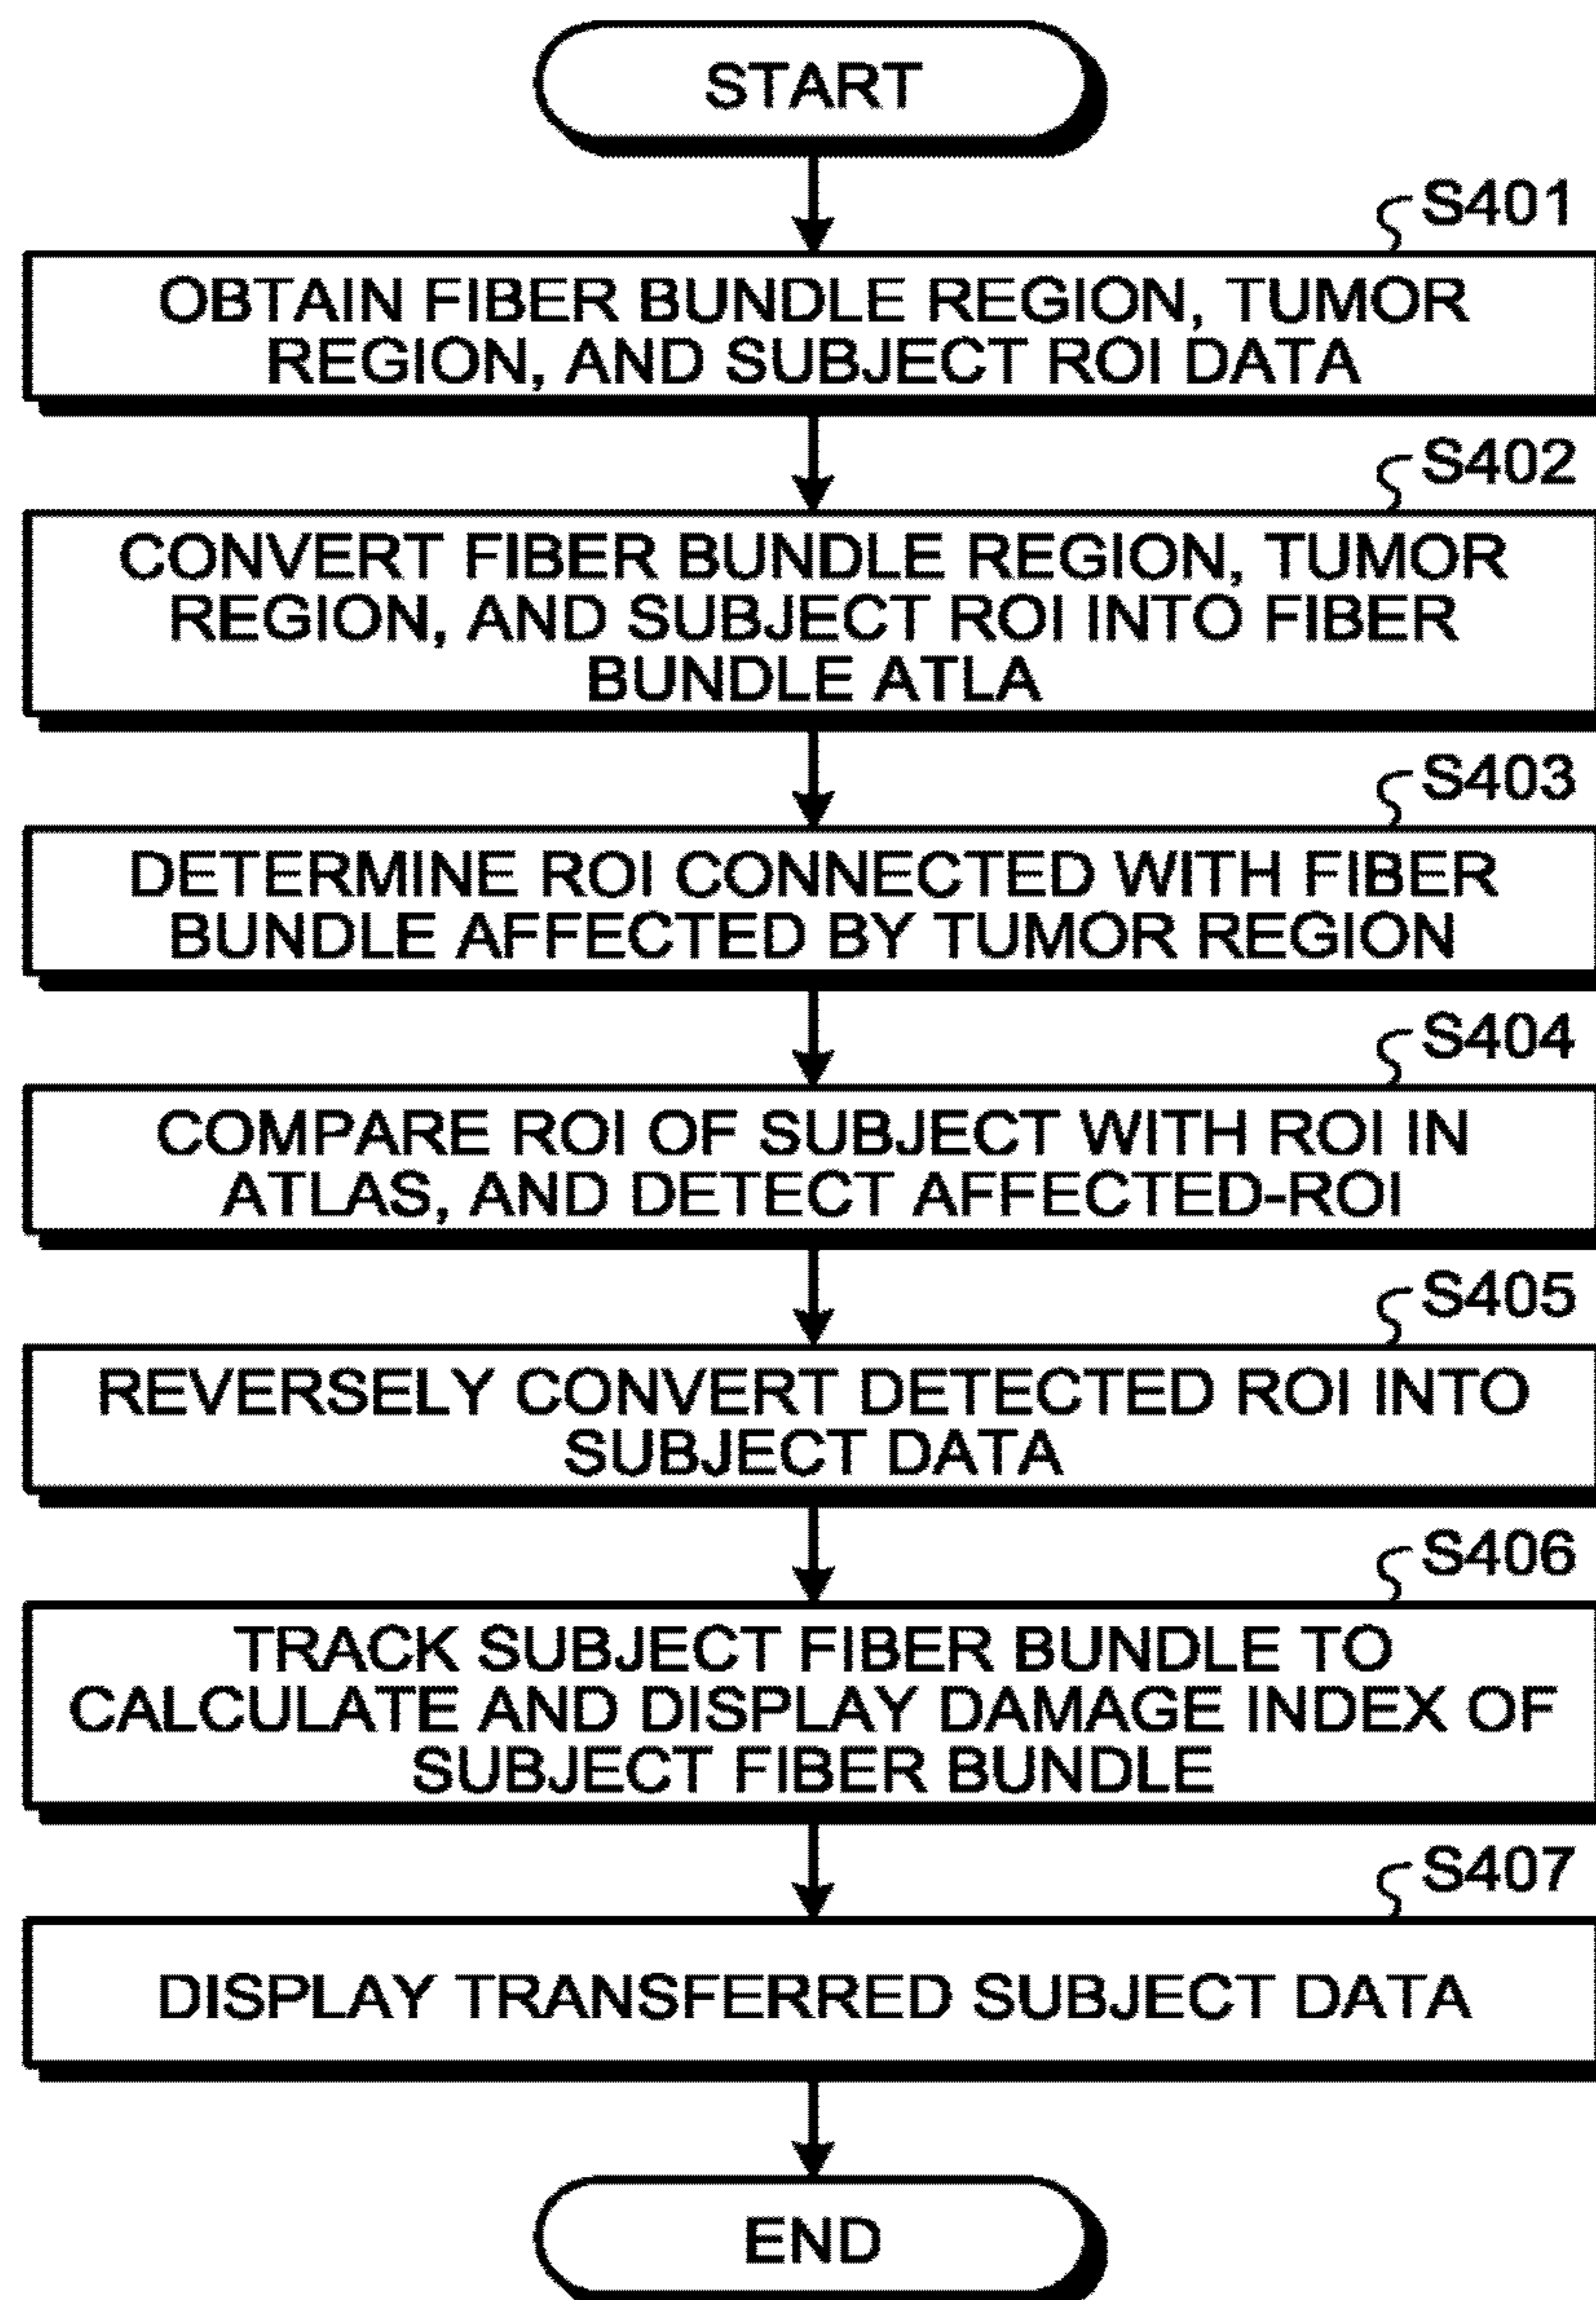 START
S401
OBTAIN FIBER BUNDLE REGION, TUMOR
REGION, AND SUBJECT ROI DATA
S402
CONVERT FIBER BUNDLE REGION, TUMOR
REGION, AND SUBJECT ROI INTO FIBER
BUNDLE ATLA
S403
DETERMINE ROI CONNECTED WITH FIBER
BUNDLE AFFECTED BY TUMOR REGION
S404
COMPARE ROI OF SUBJECT WITH ROI IN
ATLAS, AND DETECT AFFECTED-ROI
S405
REVERSELY CONVERT DETECTED ROI INTO
SUBJECT DATA
S406
TRACK SUBJECT FIBER BUNDLE TO
CALCULATE AND DISPLAY DAMAGE INDEX OF
SUBJECT FIBER BUNDLE
S407
DISPLAY TRANSFERRED SUBJECT DATA
END